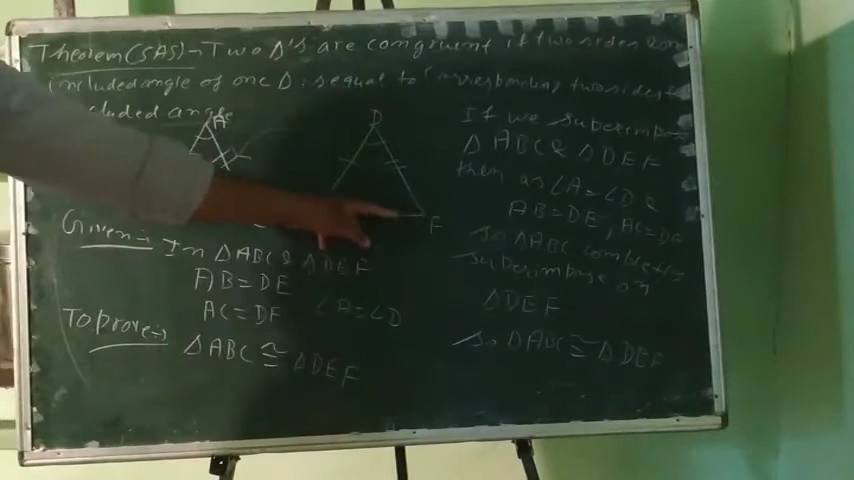 Theorem (SAS) - Two Δ's are congruent if two sides &
included angle of one Δ is equal to Corresponding two sides &
included angle
A
D
F
Given :- In ΔABC & ΔDEF
AB = DE
AC = DF ∠A = ∠D
To prove :- ΔABC ≅ ΔDEF
If we superimpose
ΔABC & ΔDEF
then as ∠A = ∠D &
AB = DE, AC = DF
so ΔABC completely
superimpose on
ΔDEF
so ΔABC ≅ ΔDEF